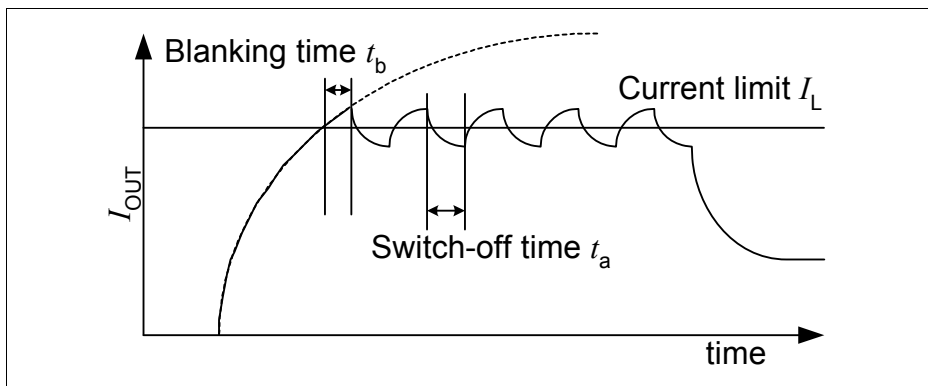 Blanking time tb
Current limit IL
IOUT
Switch-off time ta
time